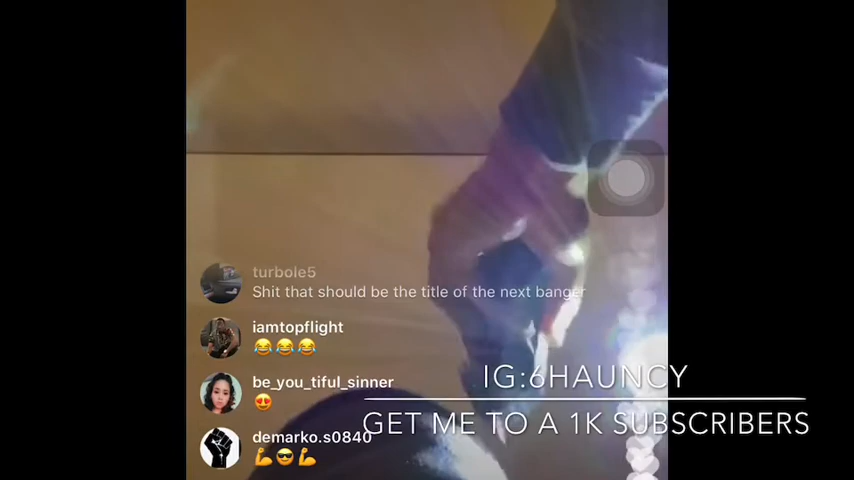 turbole5
Shit that should be the title of the next banger
iamtopflight
😂😂😂
be_you_tiful_sinner
😍
demarko.s0840
💪😎💪
IG:6HAUNCY
GET ME TO A 1K SUBSCRIBERS